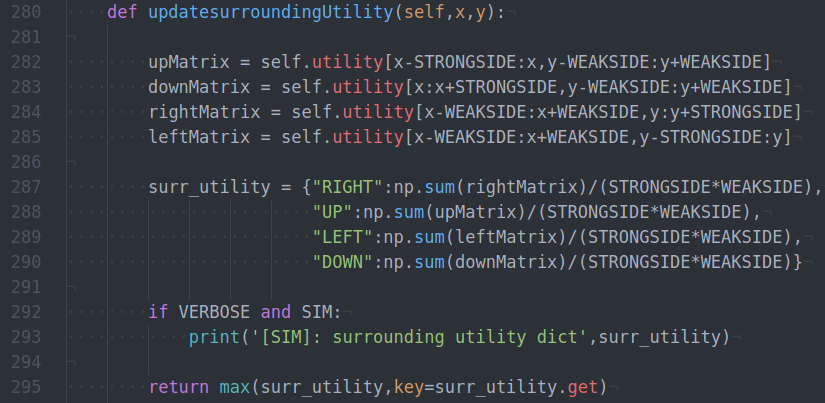 280 def updatesurroundingUtility(self,x,y):
281
282 upMatrix = self.utility[x-STRONGSIDE:x,y-WEAKSIDE:y+WEAKSIDE]
283 downMatrix = self.utility[x:x+STRONGSIDE,y-WEAKSIDE:y+WEAKSIDE]
284 rightMatrix = self.utility[x-WEAKSIDE:x+WEAKSIDE,y:y+STRONGSIDE]
285 leftMatrix = self.utility[x-WEAKSIDE:x+WEAKSIDE,y-STRONGSIDE:y]
286
287 surr_utility = {"RIGHT":np.sum(rightMatrix)/(STRONGSIDE*WEAKSIDE),
288 "UP":np.sum(upMatrix)/(STRONGSIDE*WEAKSIDE),
289 "LEFT":np.sum(leftMatrix)/(STRONGSIDE*WEAKSIDE),
290 "DOWN":np.sum(downMatrix)/(STRONGSIDE*WEAKSIDE)}
291
292 if VERBOSE and SIM:
293 print('[SIM]: surrounding utility dict',surr_utility)
294
295 return max(surr_utility,key=surr_utility.get)